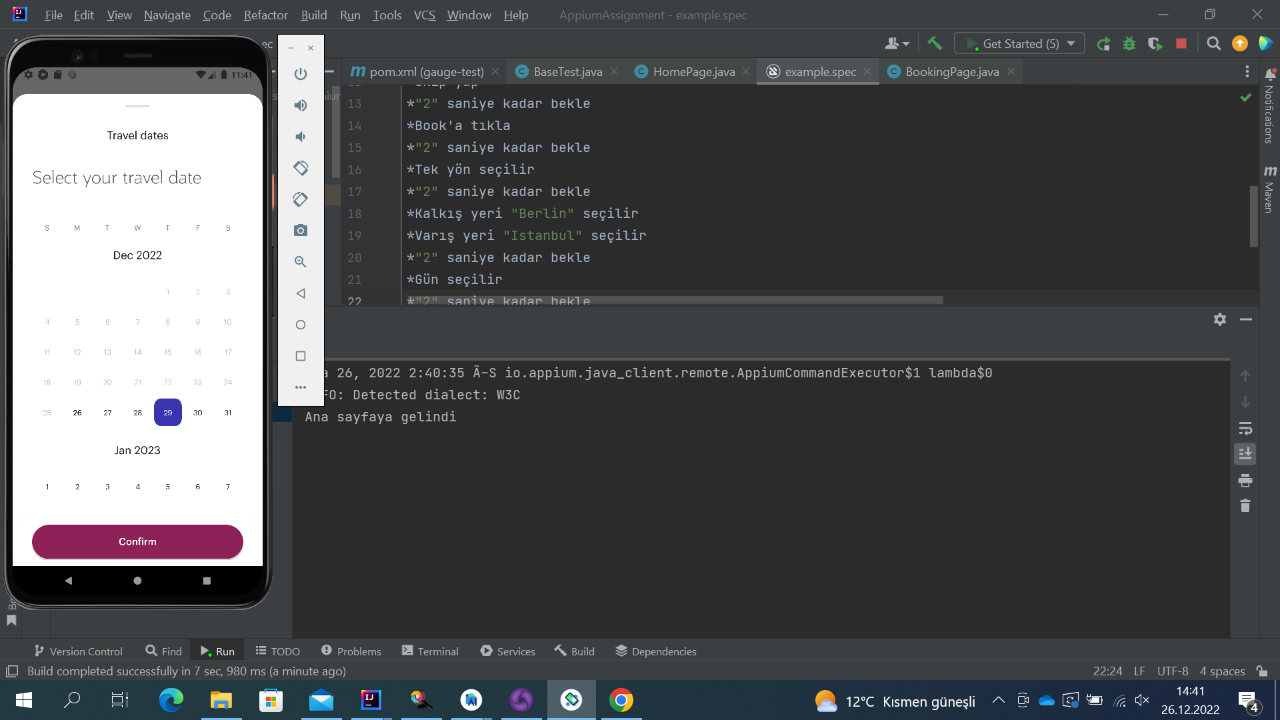 File Edit View Navigate Code Refactor Build Run Tools VCS Window Help AppiumAssignment - example.spec
Get Started (5)
pom.xml (gauge-test) BaseTest.java HomePage.java example.spec BookingPage.java
13 *"2" saniye kadar bekle
14 *Book'a tıkla
15 *"2" saniye kadar bekle
16 *Tek yön seçilir
17 *"2" saniye kadar bekle
18 *Kalkış yeri "Berlin" seçilir
19 *Varış yeri "Istanbul" seçilir
20 *"2" saniye kadar bekle
21 *Gün seçilir
22 *"2" saniye kadar bekle
Notifications
Maven
11:41
Travel dates
Select your travel date
S M T W T F S
Dec 2022
1 2 3
4 5 6 7 8 9 10
11 12 13 14 15 16 17
18 19 20 21 22 23 24
25 26 27 28 29 30 31
Jan 2023
1 2 3 4 5 6 7
Confirm
26, 2022 2:40:35 Ã-S io.appium.java_client.remote.AppiumCommandExecutor$1 lambda$0
FO: Detected dialect: W3C
Ana sayfaya gelindi
Version Control Find Run TODO Problems Terminal Services Build Dependencies
Build completed successfully in 7 sec, 980 ms (a minute ago) 22:24 LF UTF-8 4 spaces
12°C Kısmen güneşli 14:41
26.12.2022
4